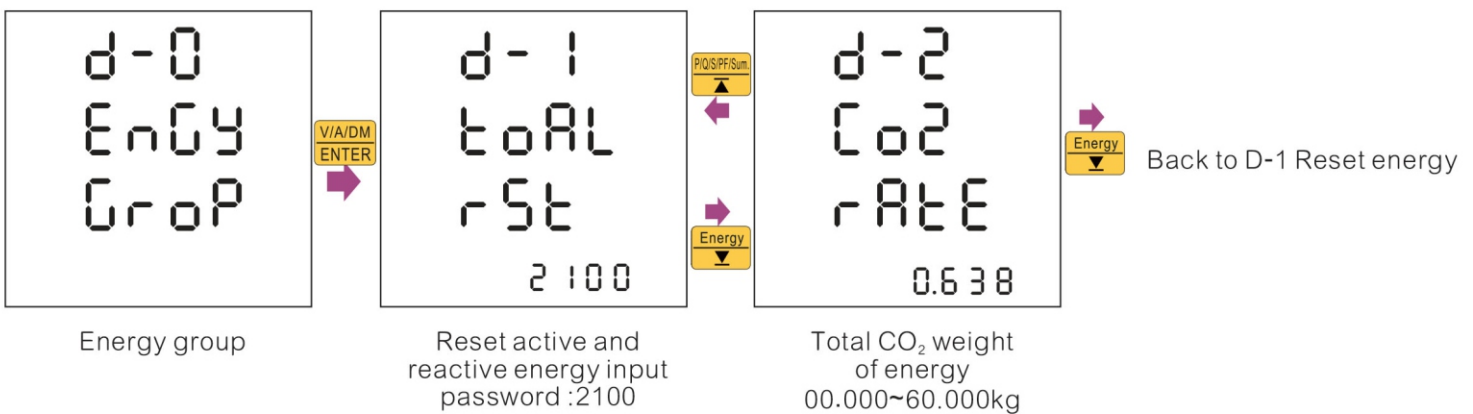 d-0
EnGY
GroP
Energy group
V/A/DM
ENTER
d-1
toAL
rSt
2100
Reset active and
reactive energy input
password :2100
P/Q/S/PF/Sum.
Energy
d-2
Co2
rAtE
0.638
Total CO₂ weight
of energy
00.000~60.000kg
Energy
Back to D-1 Reset energy